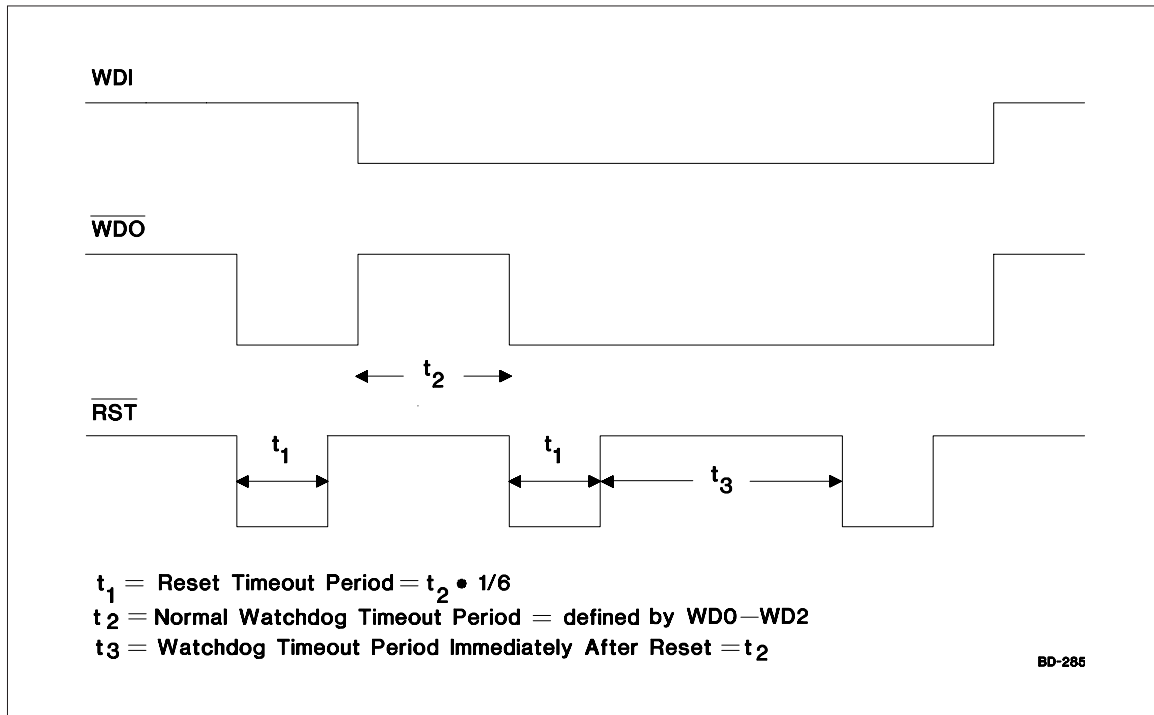 WDI
WDO
t2
RST
t1
t1
t3
t1 = Reset Timeout Period = t2 • 1/6
t2 = Normal Watchdog Timeout Period = defined by WD0−WD2
t3 = Watchdog Timeout Period Immediately After Reset = t2
BD-285